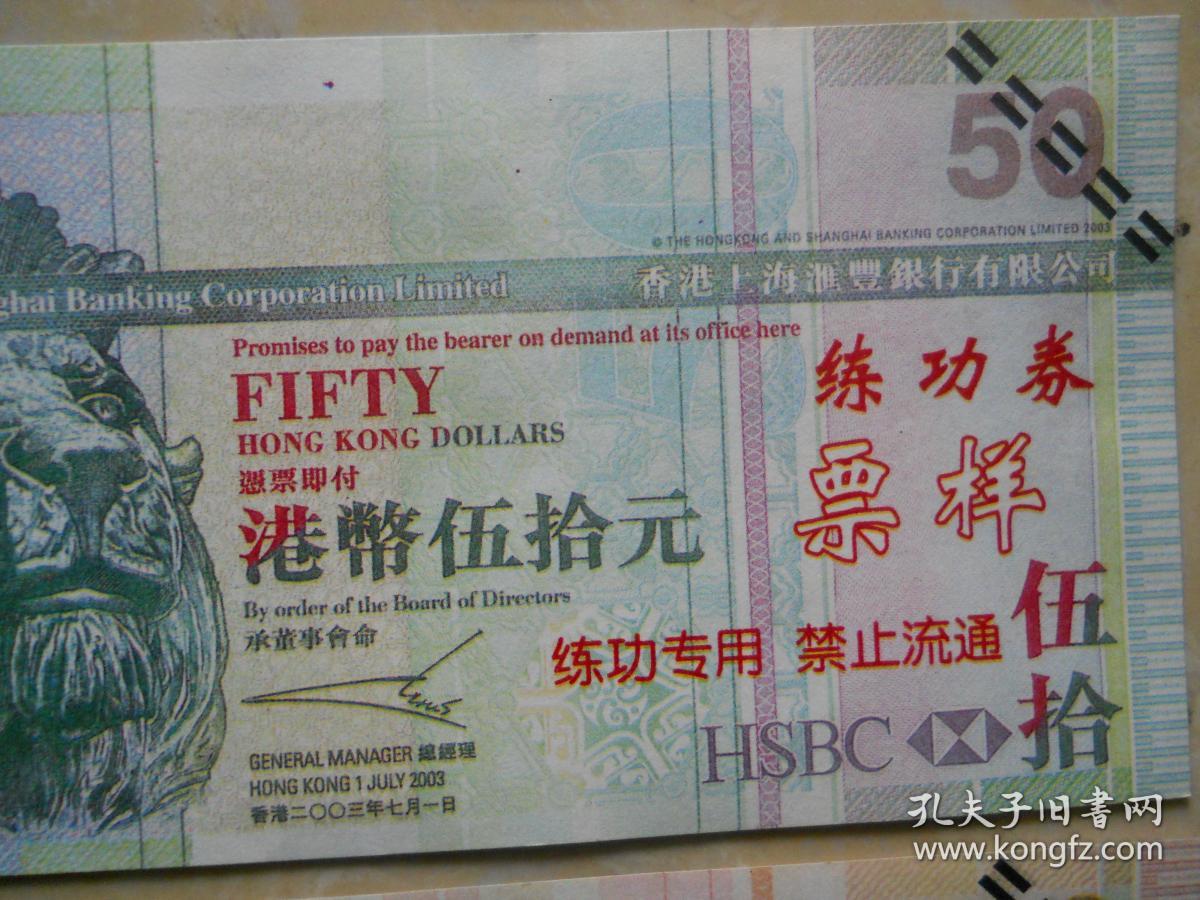 50
© THE HONGKONG AND SHANGHAI BANKING CORPORATION LIMITED 2003
ghai Banking Corporation Limited
香港上海滙豐銀行有限公司
Promises to pay the bearer on demand at its office here
FIFTY
HONG KONG DOLLARS
憑票即付
港幣伍拾元
By order of the Board of Directors
承董事會命
练功券
票样
练功专用 禁止流通
伍拾
GENERAL MANAGER 總經理
HONG KONG 1 JULY 2003
香港二〇〇三年七月一日
HSBC
孔夫子旧書网
www.kongfz.com